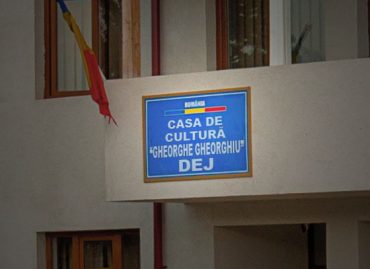 ROMÂNIA
CASA DE
CULTURĂ
"GHEORGHE GHEORGHIU"
DEJ